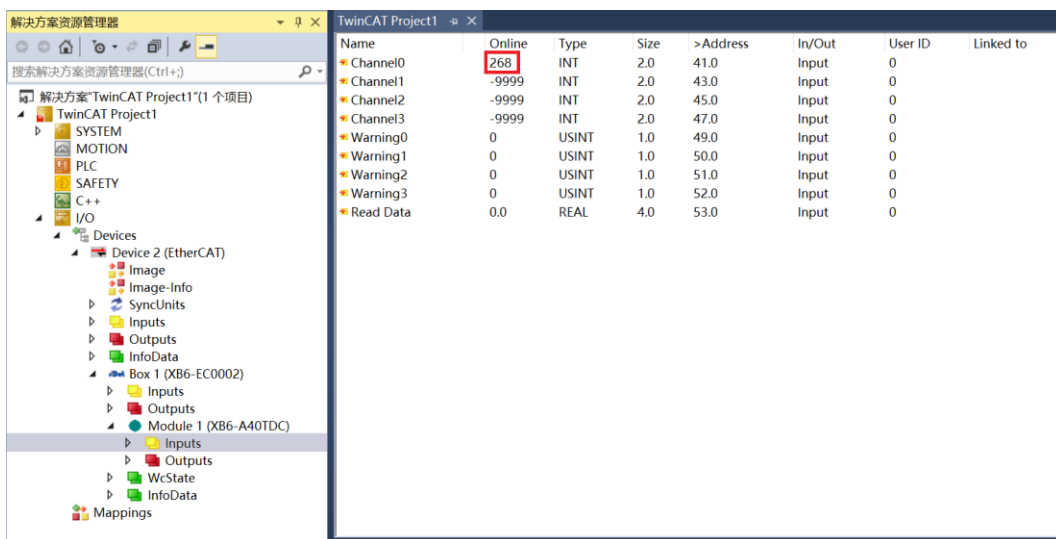 解决方案资源管理器
搜索解决方案资源管理器(Ctrl+;)
解决方案"TwinCAT Project1"(1 个项目)
TwinCAT Project1
SYSTEM
MOTION
PLC
SAFETY
C++
I/O
Devices
Device 2 (EtherCAT)
Image
Image-Info
SyncUnits
Inputs
Outputs
InfoData
Box 1 (XB6-EC0002)
Inputs
Outputs
Module 1 (XB6-A40TDC)
Inputs
Outputs
WcState
InfoData
Mappings
TwinCAT Project1
Name Online Type Size >Address In/Out User ID Linked to
Channel0 268 INT 2.0 41.0 Input 0
Channel1 -9999 INT 2.0 43.0 Input 0
Channel2 -9999 INT 2.0 45.0 Input 0
Channel3 -9999 INT 2.0 47.0 Input 0
Warning0 0 USINT 1.0 49.0 Input 0
Warning1 0 USINT 1.0 50.0 Input 0
Warning2 0 USINT 1.0 51.0 Input 0
Warning3 0 USINT 1.0 52.0 Input 0
Read Data 0.0 REAL 4.0 53.0 Input 0